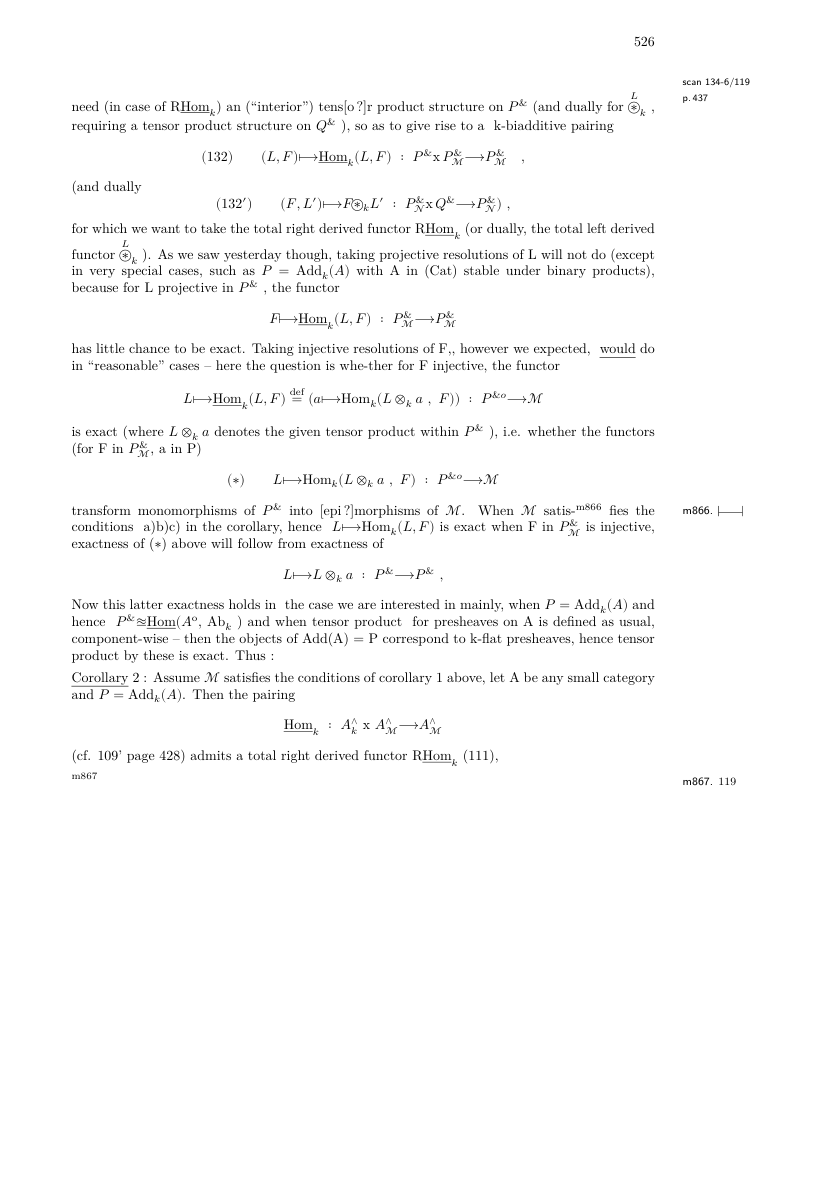 526
scan 134-6/119
p. 437
need (in case of RHom_k) an (“interior”) tens[o ?]r product structure on P^& (and dually for ⊛^L_k ,
requiring a tensor product structure on Q^& ), so as to give rise to a k-biadditive pairing
(132) (L, F)⟼Hom_k(L, F) : P^& x P^&_ℳ ⟶ P^&_ℳ ,
(and dually
(132′) (F, L′)⟼F⊛_k L′ : P^&_𝒩 x Q^& ⟶ P^&_𝒩) ,
for which we want to take the total right derived functor RHom_k (or dually, the total left derived
functor ⊛^L_k ). As we saw yesterday though, taking projective resolutions of L will not do (except
in very special cases, such as P = Add_k(A) with A in (Cat) stable under binary products),
because for L projective in P^& , the functor
F⟼Hom_k(L, F) : P^&_ℳ ⟶ P^&_ℳ
has little chance to be exact. Taking injective resolutions of F,, however we expected, would do
in “reasonable” cases – here the question is whe-ther for F injective, the functor
L⟼Hom_k(L, F) def= (a⟼Hom_k(L ⊗_k a , F)) : P^&o ⟶ ℳ
is exact (where L ⊗_k a denotes the given tensor product within P^& ), i.e. whether the functors
(for F in P^&_ℳ, a in P)
(∗) L⟼Hom_k(L ⊗_k a , F) : P^&o ⟶ ℳ
transform monomorphisms of P^& into [epi ?]morphisms of ℳ. When ℳ satis-^m866 fies the
m866. |——|
conditions a)b)c) in the corollary, hence L⟼Hom_k(L, F) is exact when F in P^&_ℳ is injective,
exactness of (∗) above will follow from exactness of
L⟼L ⊗_k a : P^& ⟶ P^& ,
Now this latter exactness holds in the case we are interested in mainly, when P = Add_k(A) and
hence P^& ≊ Hom(A^o, Ab_k ) and when tensor product for presheaves on A is defined as usual,
component-wise – then the objects of Add(A) = P correspond to k-flat presheaves, hence tensor
product by these is exact. Thus :
Corollary 2 : Assume ℳ satisfies the conditions of corollary 1 above, let A be any small category
and P = Add_k(A). Then the pairing
Hom_k : A^∧_k x A^∧_ℳ ⟶ A^∧_ℳ
(cf. 109’ page 428) admits a total right derived functor RHom_k (111),
m867
m867. 119